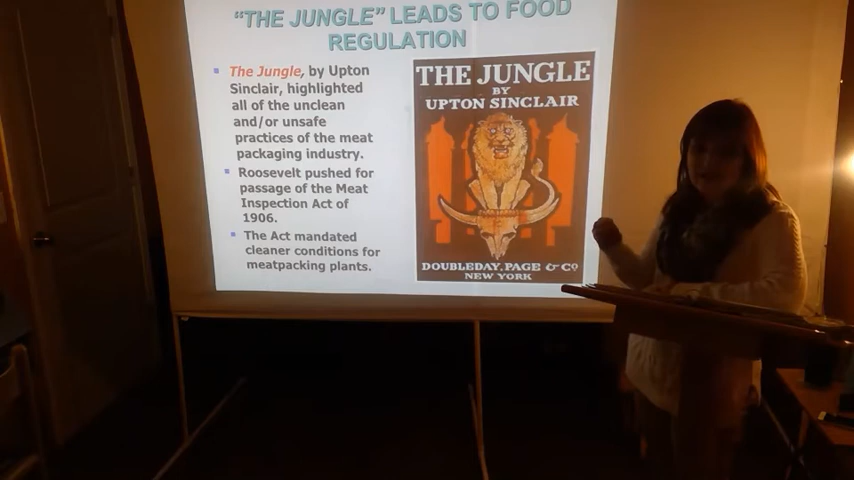 “THE JUNGLE” LEADS TO FOOD
REGULATION
The Jungle, by Upton
Sinclair, highlighted
all of the unclean
and/or unsafe
practices of the meat
packaging industry.
Roosevelt pushed for
passage of the Meat
Inspection Act of
1906.
The Act mandated
cleaner conditions for
meatpacking plants.
THE JUNGLE
BY
UPTON SINCLAIR
DOUBLEDAY, PAGE & Co
NEW YORK